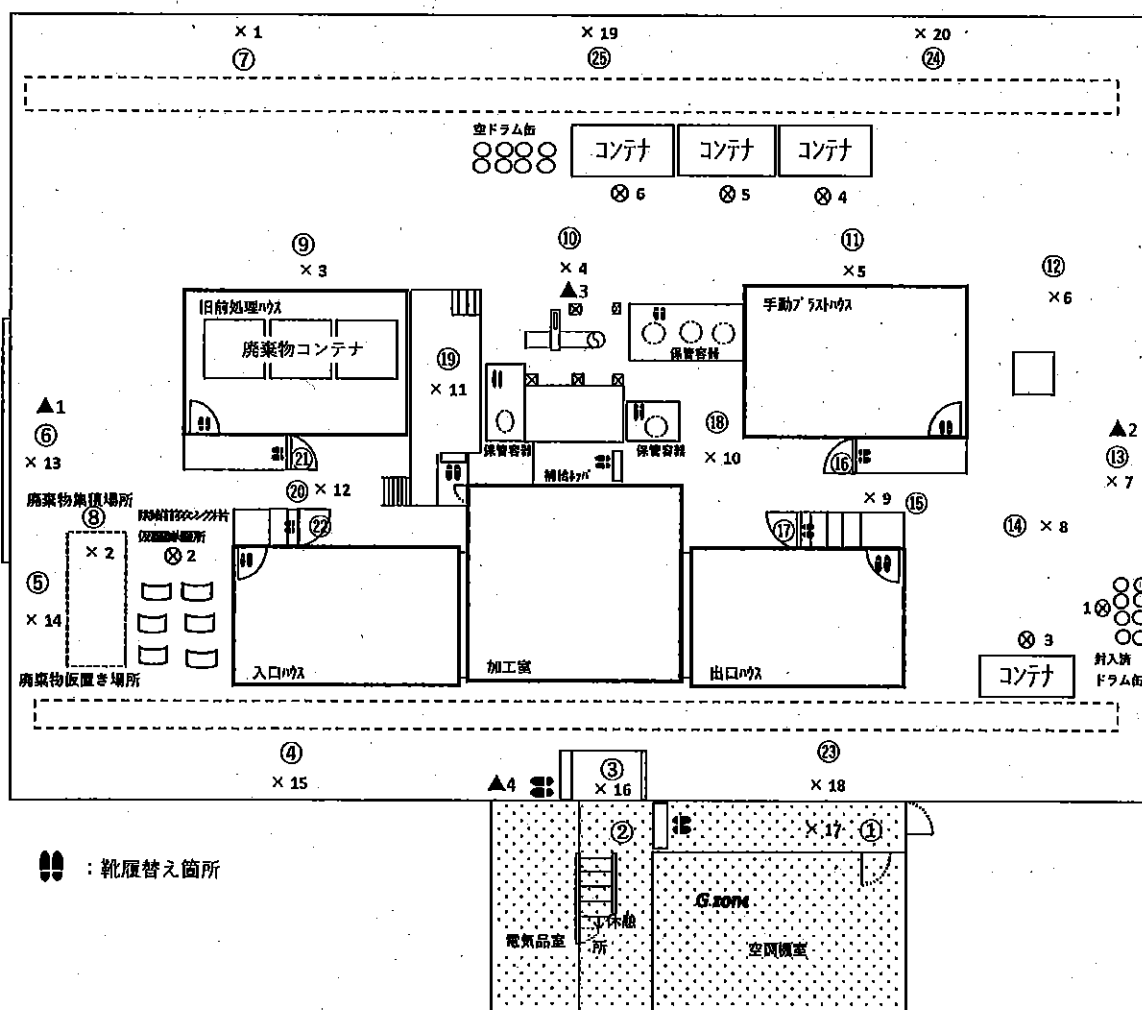 × 1
× 19
× 20
⑦
㉕
㉔
空ドラム缶
コンテナ
コンテナ
コンテナ
⊗ 6
⊗ 5
⊗ 4
⑨
⑩
⑪
⑫
× 3
× 4
× 5
× 6
▲3
旧前処理ハウス
手動ブラストハウス
廃棄物コンテナ
保管容器
⑲
× 11
▲1
⑥
× 13
⑱
× 10
▲2
⑬
× 7
㉑
保管容器
保管容器
補給ホッパ
⑯
⑳
× 12
× 9
⑮
廃棄物集積場所
⑧
× 2
⊗ 2
㉒
⑰
⑭
× 8
⑤
× 14
1⊗
⊗ 3
封入済
ドラム缶
コンテナ
廃棄物仮置き場所
入口ハウス
加工室
出口ハウス
④
× 15
▲4
③
× 16
㉓
× 18
②
× 17
①
:靴履替え箇所
G.zone
休憩
所
電気品室
空調機室